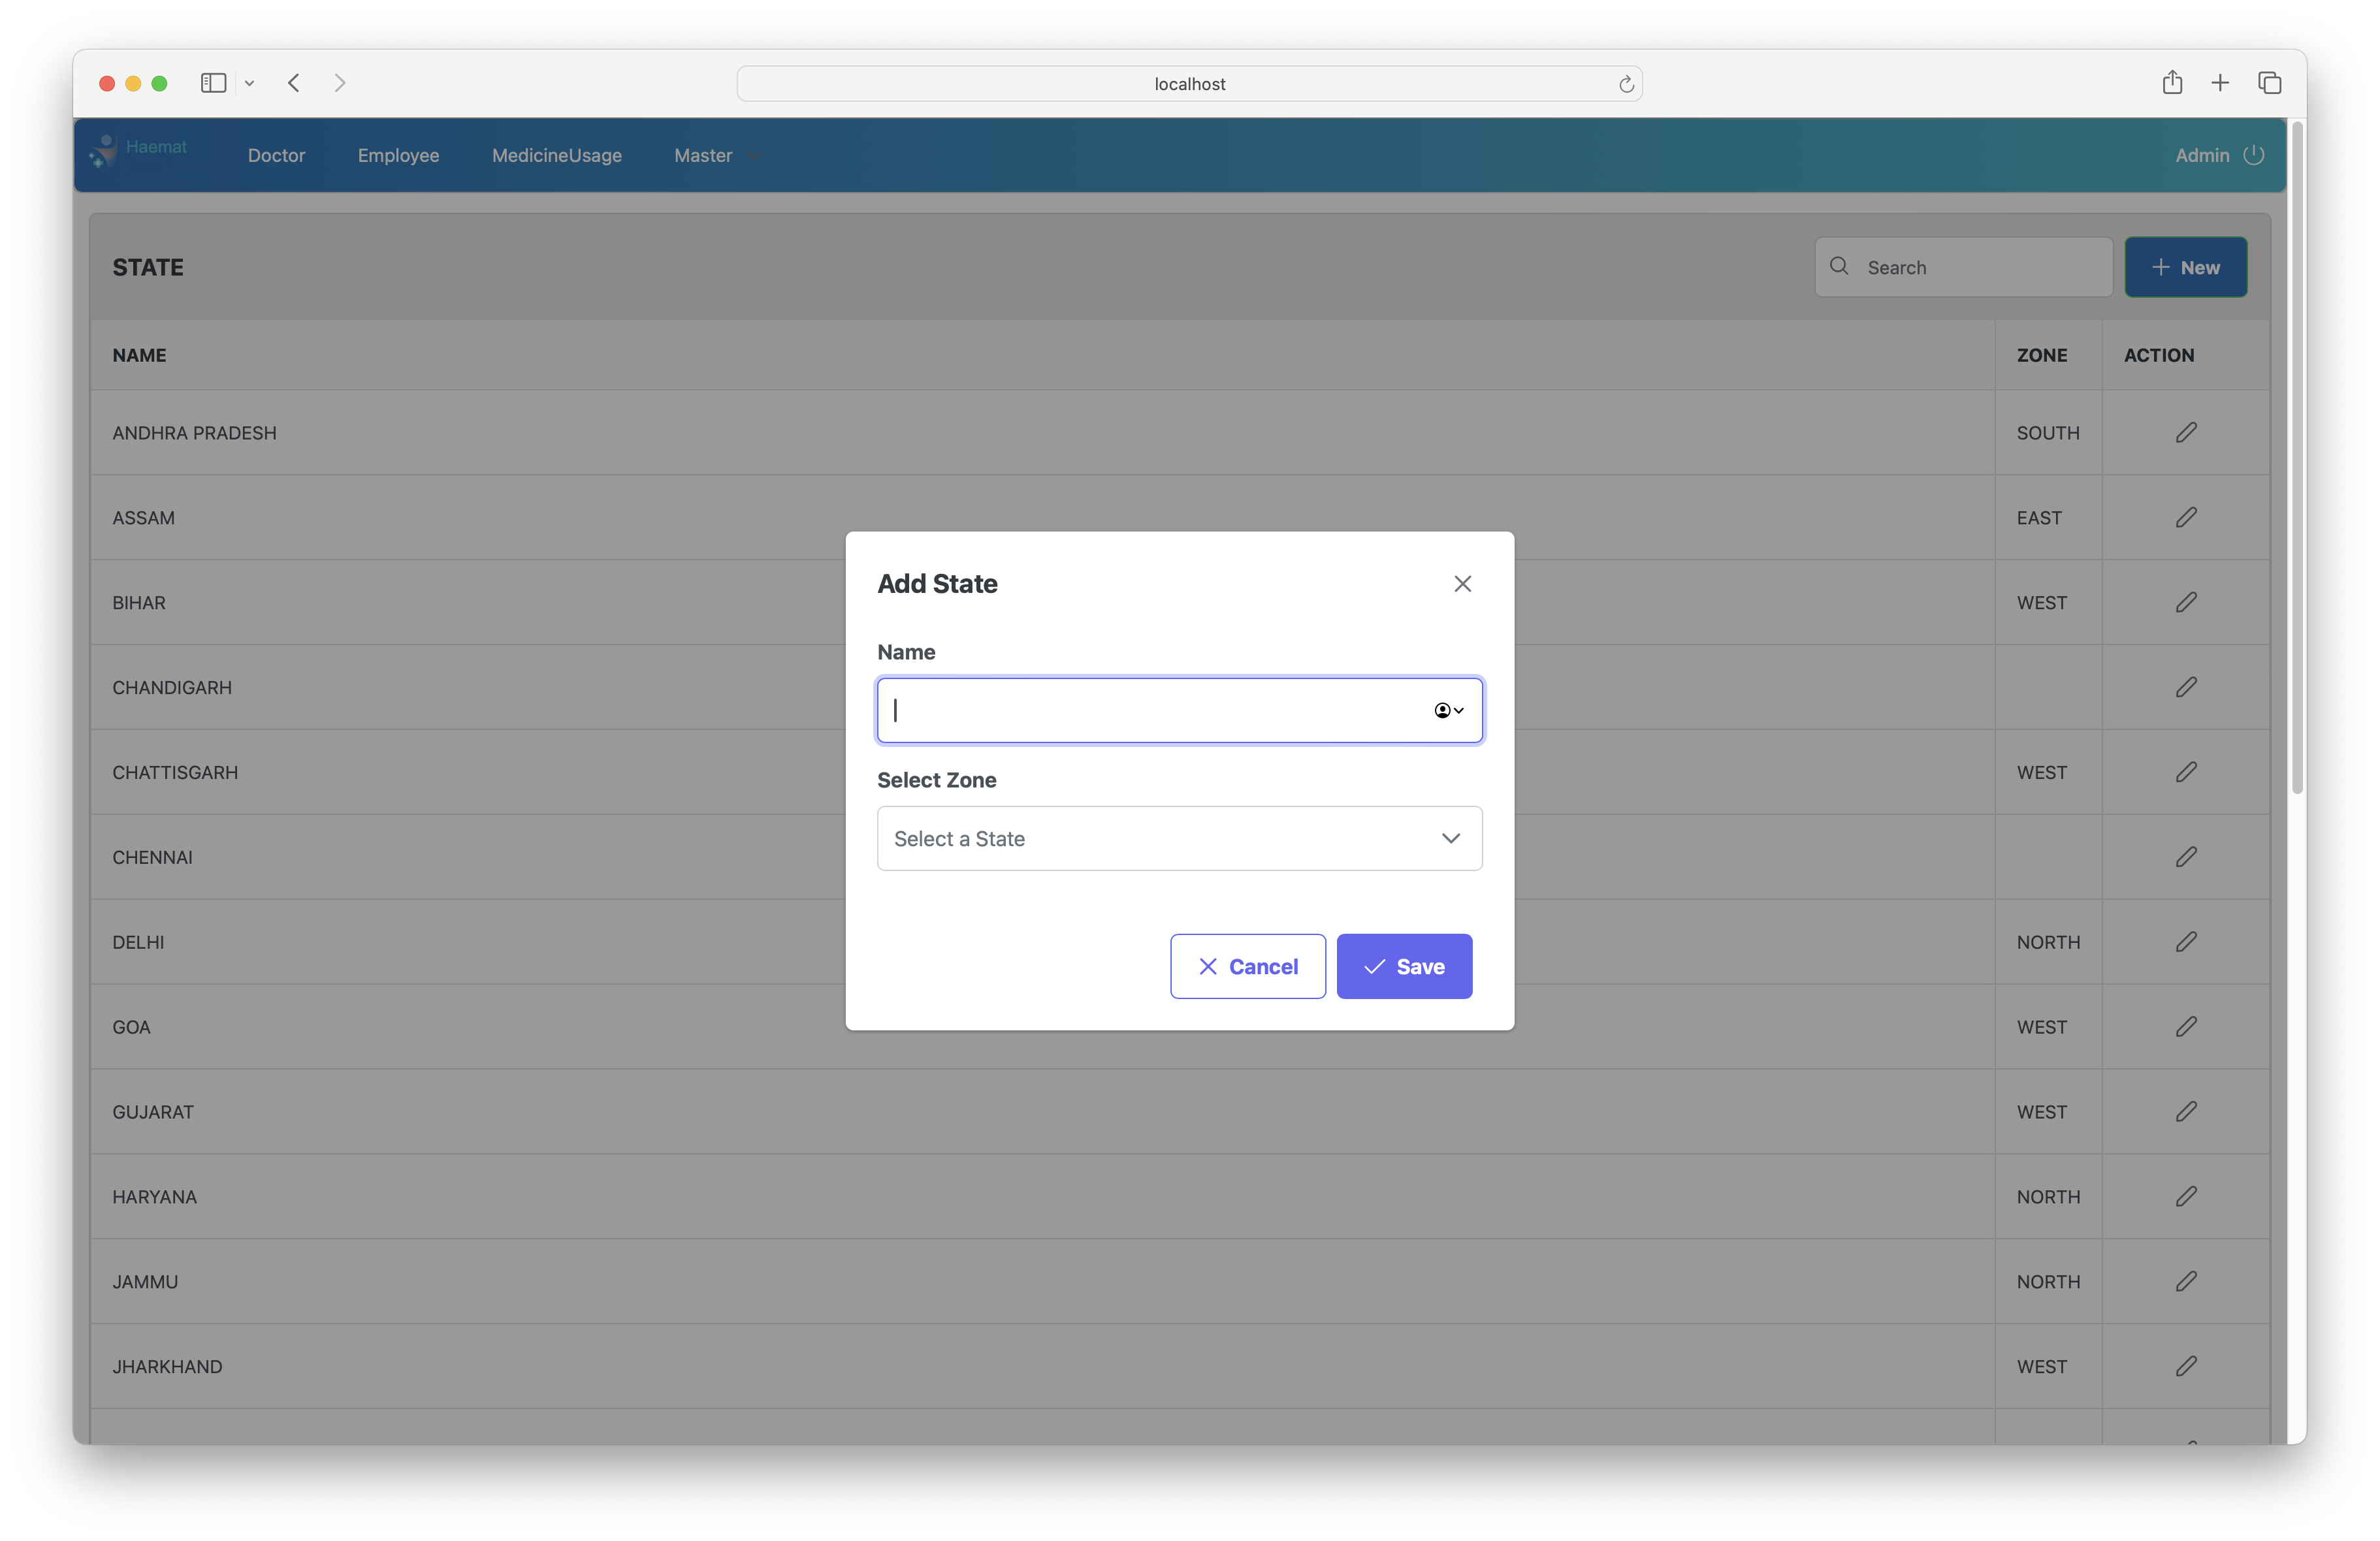 localhost
Haemat
Doctor Employee MedicineUsage Master Admin
STATE Search New
NAME ZONE ACTION
ANDHRA PRADESH SOUTH
ASSAM EAST
BIHAR WEST
CHANDIGARH
CHATTISGARH WEST
CHENNAI
DELHI NORTH
GOA WEST
GUJARAT WEST
HARYANA NORTH
JAMMU NORTH
JHARKHAND WEST
Add State
Name
Select Zone
Select a State
Cancel Save